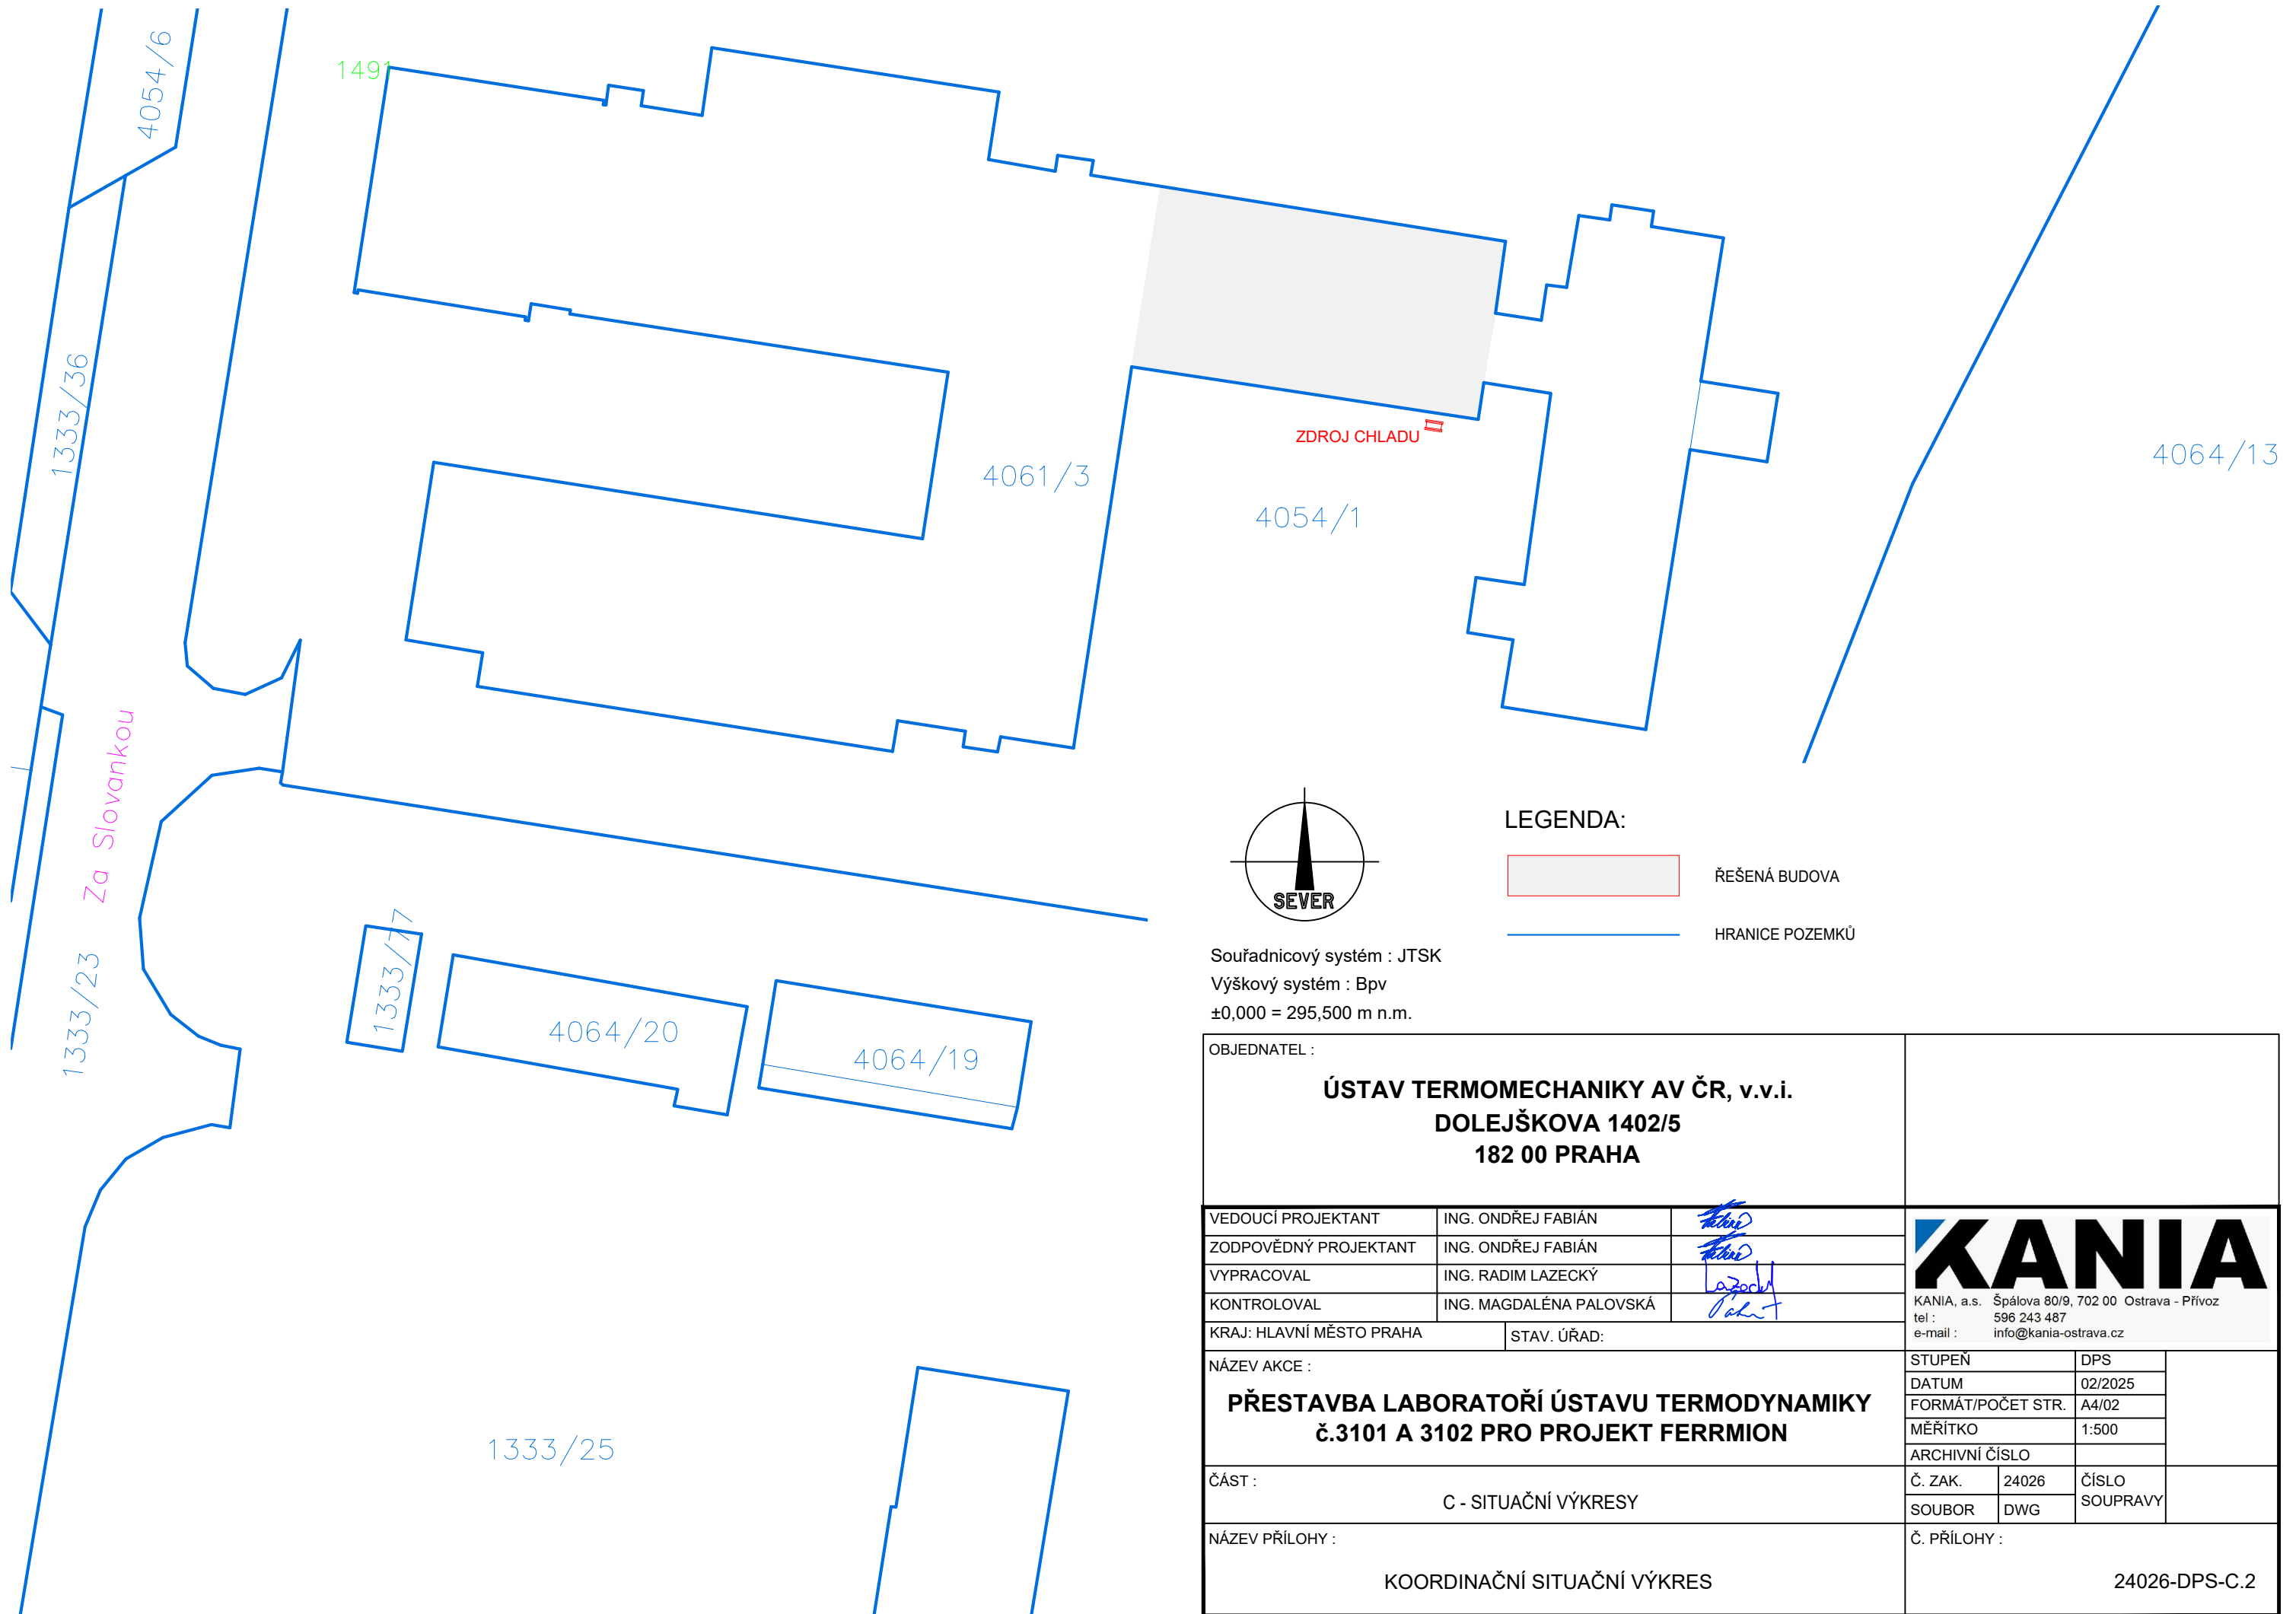 4054/6
1491
1333/36
4061/3
ZDROJ CHLADU
4054/1
4064/13
Za Slovankou
1333/23
1333/77
4064/20
4064/19
1333/25
SEVER
LEGENDA:
ŘEŠENÁ BUDOVA
HRANICE POZEMKŮ
Souřadnicový systém : JTSK
Výškový systém : Bpv
±0,000 = 295,500 m n.m.
OBJEDNATEL :
ÚSTAV TERMOMECHANIKY AV ČR, v.v.i.
DOLEJŠKOVA 1402/5
182 00 PRAHA
VEDOUCÍ PROJEKTANT ING. ONDŘEJ FABIÁN
ZODPOVĚDNÝ PROJEKTANT ING. ONDŘEJ FABIÁN
VYPRACOVAL ING. RADIM LAZECKÝ
KONTROLOVAL ING. MAGDALÉNA PALOVSKÁ
KRAJ: HLAVNÍ MĚSTO PRAHA STAV. ÚŘAD:
KANIA
KANIA, a.s. Špálova 80/9, 702 00 Ostrava - Přívoz
tel : 596 243 487
e-mail : info@kania-ostrava.cz
NÁZEV AKCE :
PŘESTAVBA LABORATOŘÍ ÚSTAVU TERMODYNAMIKY
č.3101 A 3102 PRO PROJEKT FERRMION
STUPEŇ DPS
DATUM 02/2025
FORMÁT/POČET STR. A4/02
MĚŘÍTKO 1:500
ARCHIVNÍ ČÍSLO
ČÁST :
C - SITUAČNÍ VÝKRESY
Č. ZAK. 24026 ČÍSLO
SOUPRAVY
SOUBOR DWG
NÁZEV PŘÍLOHY :
KOORDINAČNÍ SITUAČNÍ VÝKRES
Č. PŘÍLOHY :
24026-DPS-C.2